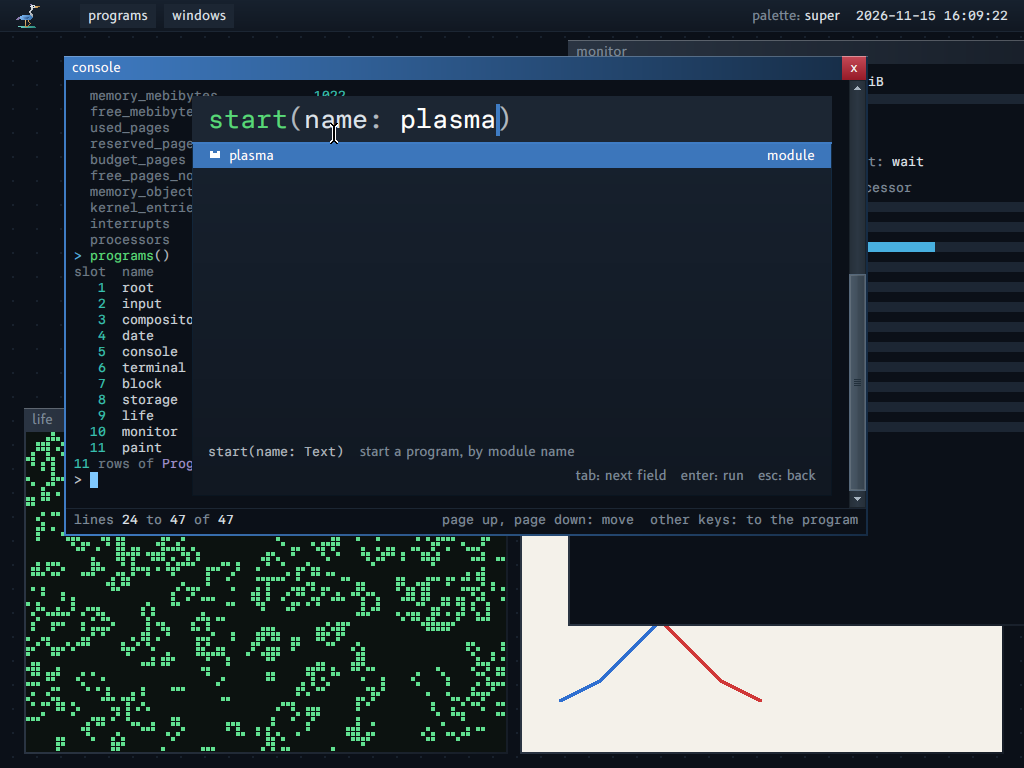 programs windows palette: super 2026-11-15 16:09:22
monitor
console x
memory_mebibytes 1022
iB
free_mebibyte
start(name: plasma)
used_pages
reserved_page
plasma module
budget_pages
t: wait
free_pages_no
memory_object
cessor
kernel_entrie
interrupts
processors
> programs()
slot name
1 root
2 input
3 composito
4 date
5 console
6 terminal
7 block
8 storage
9 life
10 monitor
11 paint
life
start(name: Text) start a program, by module name
11 rows of Prog
tab: next field enter: run esc: back
>
lines 24 to 47 of 47 page up, page down: move other keys: to the program